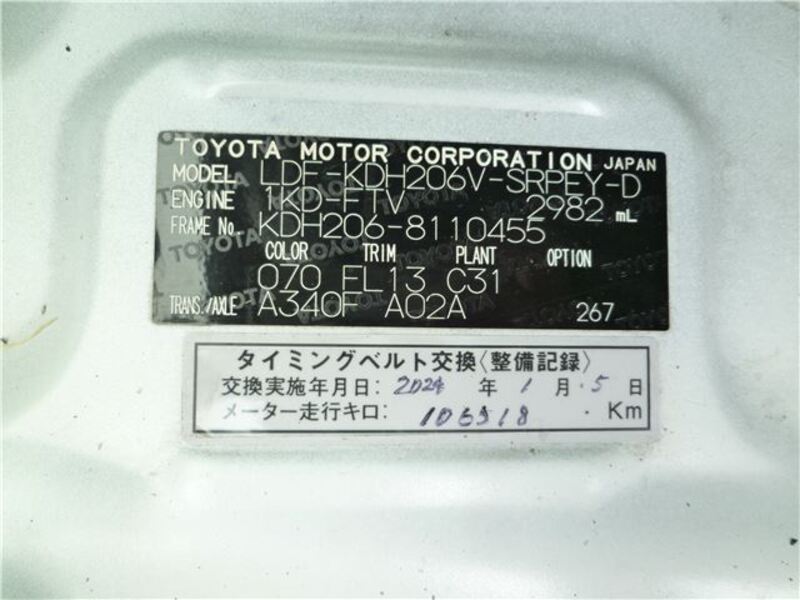 TOYOTA MOTOR CORPORATION JAPAN
MODEL LDF-KDH206V-SRPEY-D
ENGINE 1KD-FTV 2982 mL
FRAME No. KDH206-8110455
COLOR TRIM PLANT OPTION
070 FL13 C31
TRANS./AXLE A340F A02A 267
タイミングベルト交換〈整備記録〉
交換実施年月日: 2024 年 1 月 5 日
メーター走行キロ: 106518 Km